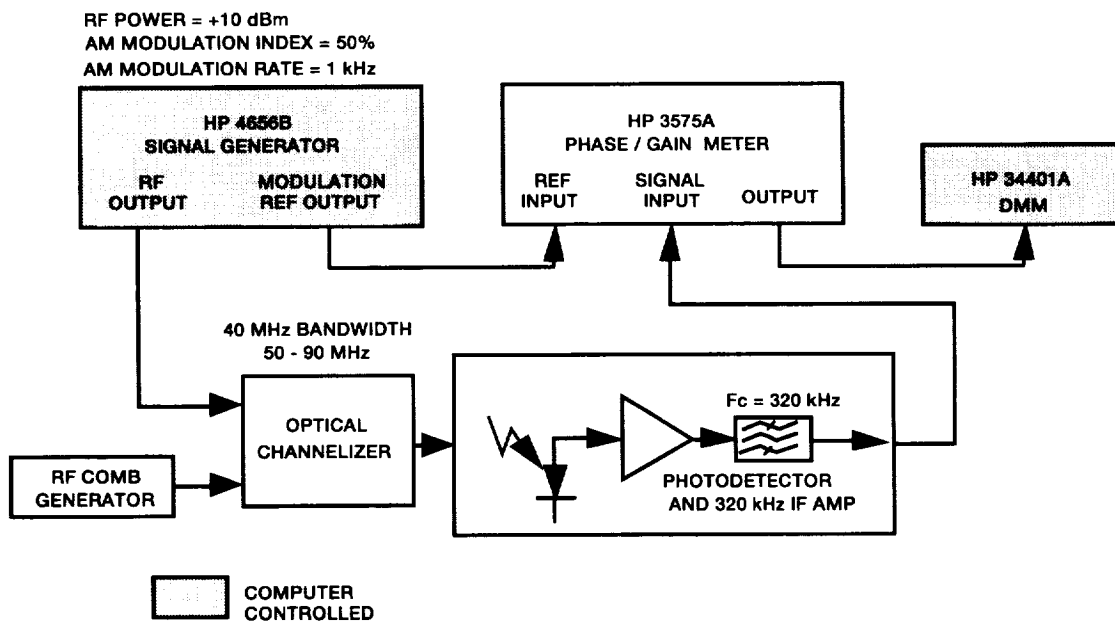 RF POWER = +10 dBm
AM MODULATION INDEX = 50%
AM MODULATION RATE = 1 kHz
HP 4656B
SIGNAL GENERATOR
RF
OUTPUT
MODULATION
REF OUTPUT
HP 3575A
PHASE / GAIN METER
REF
INPUT
SIGNAL
INPUT
OUTPUT
HP 34401A
DMM
40 MHz BANDWIDTH
50 - 90 MHz
OPTICAL
CHANNELIZER
RF COMB
GENERATOR
Fc = 320 kHz
PHOTODETECTOR
AND 320 kHz IF AMP
COMPUTER
CONTROLLED